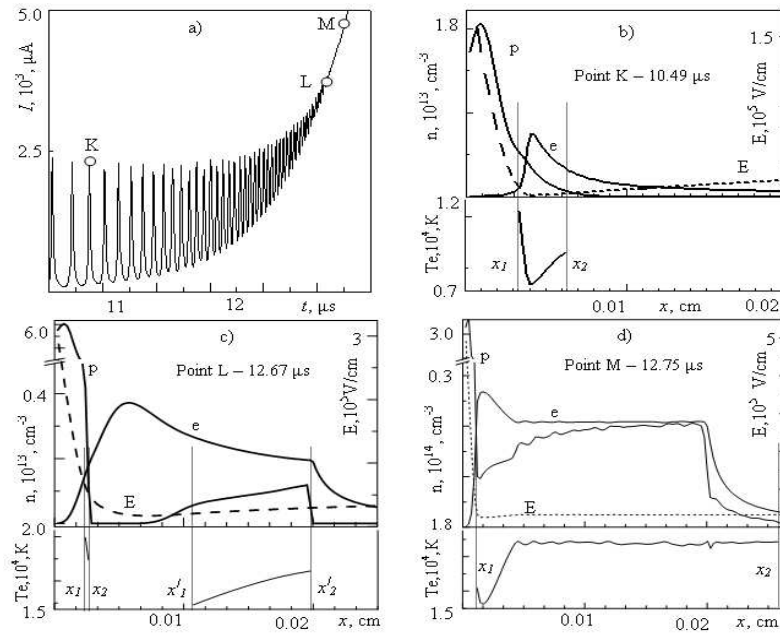 5.0
a)
M
L
K
I, 10³, μA
2.5
11
12
t, μs
1.8
b)
1.5
p
Point K – 10.49 μs
n, 10¹³, cm⁻³
E,10⁵ V/cm
e
E
1.2
1.2
Te,10⁴,K
x₁
x₂
0.7
0.01
x, cm
0.02
6.0
c)
3
p
Point L – 12.67 μs
0.4
n, 10¹³, cm⁻³
E,10⁵V/cm
e
E
2.0
Te,10⁴,K
x₁
x₂
x′₁
x′₂
1.5
0.01
0.02
x, cm
3.0
d)
5
p
Point M – 12.75 μs
0.3
e
n, 10¹⁴, cm⁻³
E,10⁵ V/cm
E
1.8
Te,10⁴,K
x₁
x₂
1.5
0.01
0.02
x, cm